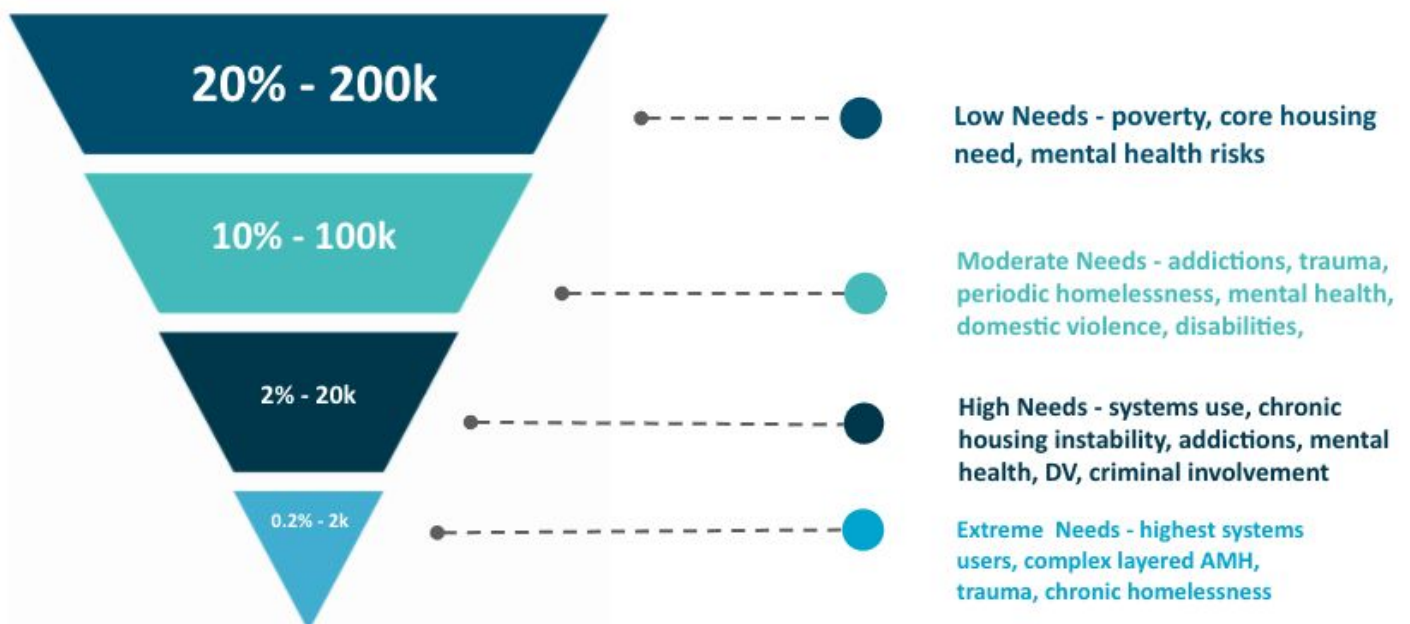 20% - 200k
Low Needs - poverty, core housing
need, mental health risks
10% - 100k
Moderate Needs - addictions, trauma,
periodic homelessness, mental health,
domestic violence, disabilities,
2% - 20k
High Needs - systems use, chronic
housing instability, addictions, mental
health, DV, criminal involvement
0.2% - 2k
Extreme Needs - highest systems
users, complex layered AMH,
trauma, chronic homelessness